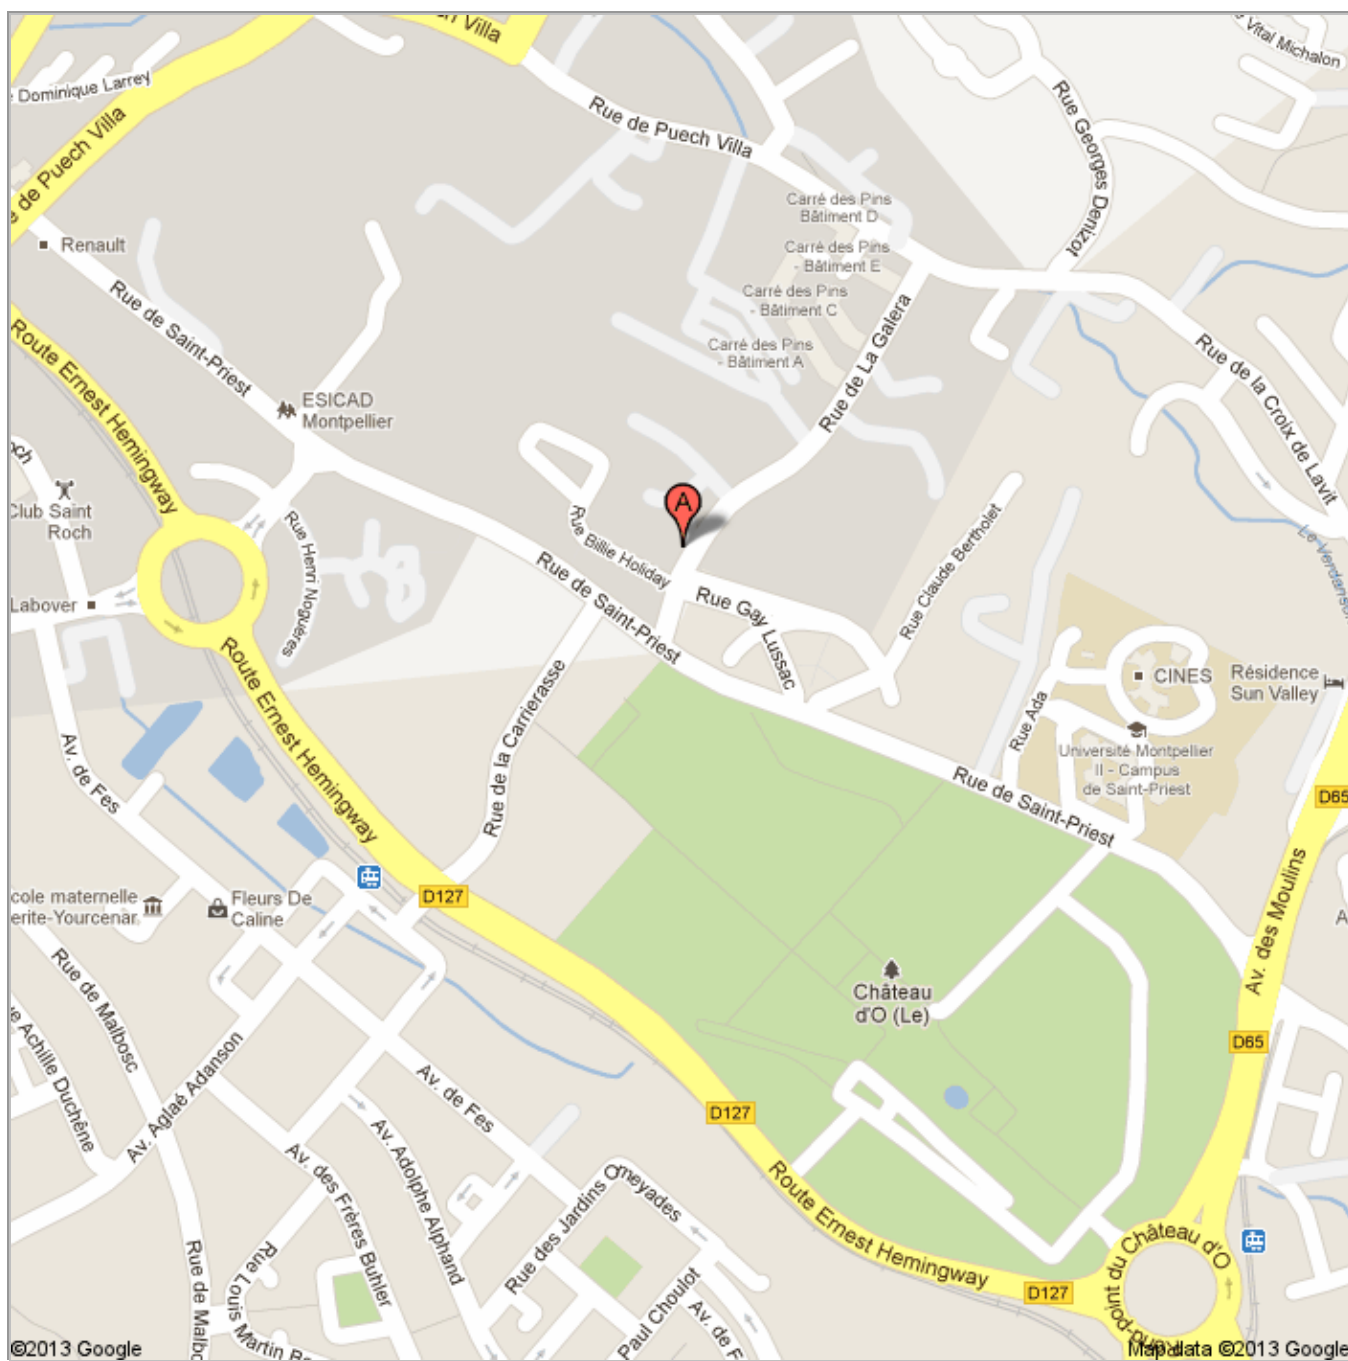 Villa
Vital Michalon
Dominique Larrey
de Puech Villa
Rue de Puech Villa
Rue Georges Denizot
Carré des Pins
Bâtiment D
Carré des Pins
- Bâtiment E
Carré des Pins
- Bâtiment C
Carré des Pins
- Bâtiment A
Renault
Rue de Saint-Priest
Rue de La Galera
Rue de la Croix de Lavit
Route Ernest Hemingway
ESICAD
Montpellier
Club Saint
Roch
A
Rue Billie Holiday
Rue Henri Noguères
Rue de Saint-Priest
Rue Gay Lussac
Rue Claude Bertholet
Le Verdanson
Labover
Route Ernest Hemingway
Rue de la Carrierasse
Rue Ada
CINES
Résidence
Sun Valley
Université Montpellier
II - Campus
de Saint-Priest
Av. de Fes
Rue de Saint-Priest
D65
cole maternelle
erite-Yourcenar
Fleurs De
Caline
D127
Av. des Moulins
Rue de Malbosc
Château
d'O (Le)
D65
e Achille Duchêne
Av. Aglaé Adanson
Av. de Fes
D127
Av. Adolphe Alphand
Av. des Frères Buhler
Rue des Jardins Omeyades
Route Ernest Hemingway
Rue de Malbo
Rue Louis Martin
Paul Choulot
Av. de F
D127
Rond-point du Château d'O
©2013 Google
Map data ©2013 Google